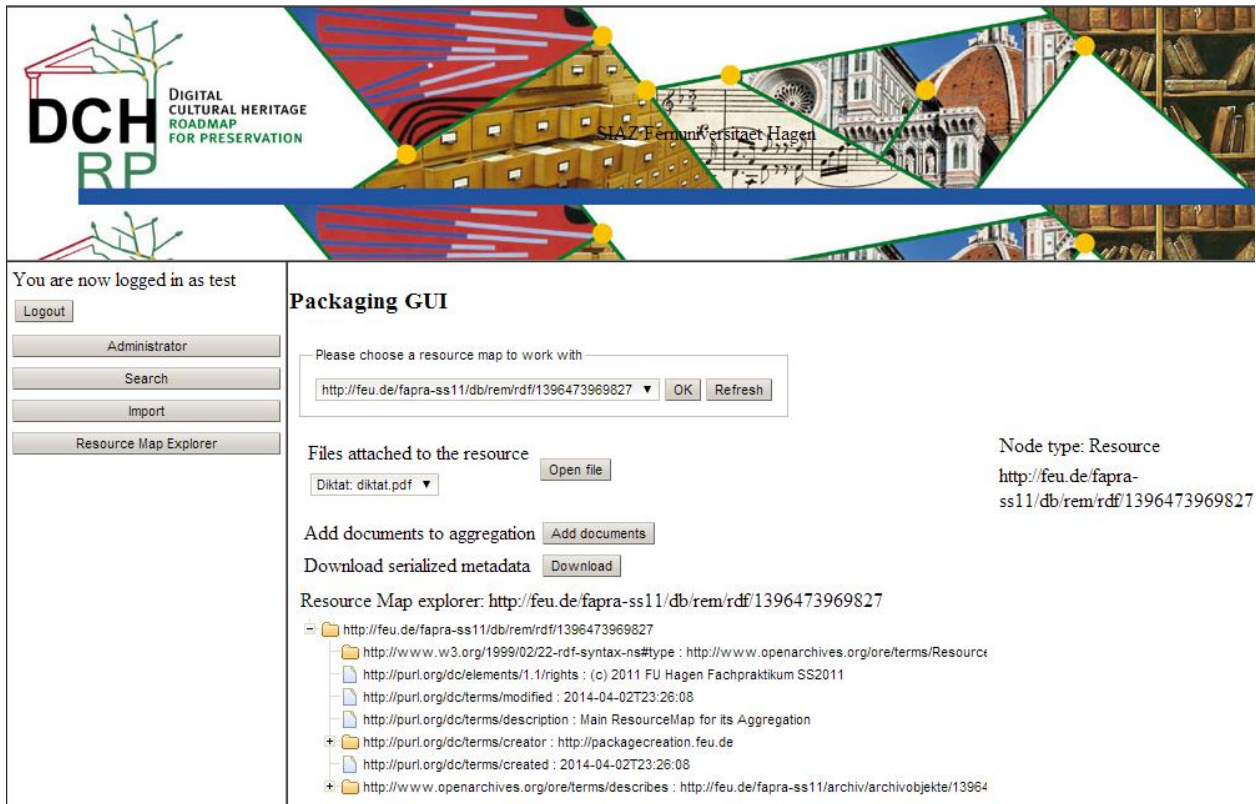 DCH
RP
DIGITAL
CULTURAL HERITAGE
ROADMAP
FOR PRESERVATION
SIAZ Fernuniversitaet Hagen
You are now logged in as test
Logout
Administrator
Search
Import
Resource Map Explorer
Packaging GUI
Please choose a resource map to work with
http://feu.de/fapra-ss11/db/rem/rdf/1396473969827 ▼ OK Refresh
Files attached to the resource
Open file
Diktat: diktat.pdf ▼
Add documents to aggregation Add documents
Download serialized metadata Download
Resource Map explorer: http://feu.de/fapra-ss11/db/rem/rdf/1396473969827
http://feu.de/fapra-ss11/db/rem/rdf/1396473969827
http://www.w3.org/1999/02/22-rdf-syntax-ns#type : http://www.openarchives.org/ore/terms/Resource
http://purl.org/dc/elements/1.1/rights : (c) 2011 FU Hagen Fachpraktikum SS2011
http://purl.org/dc/terms/modified : 2014-04-02T23:26:08
http://purl.org/dc/terms/description : Main ResourceMap for its Aggregation
http://purl.org/dc/terms/creator : http://packagecreation.feu.de
http://purl.org/dc/terms/created : 2014-04-02T23:26:08
http://www.openarchives.org/ore/terms/describes : http://feu.de/fapra-ss11/archiv/archivobjekte/13964
Node type: Resource
http://feu.de/fapra-
ss11/db/rem/rdf/1396473969827